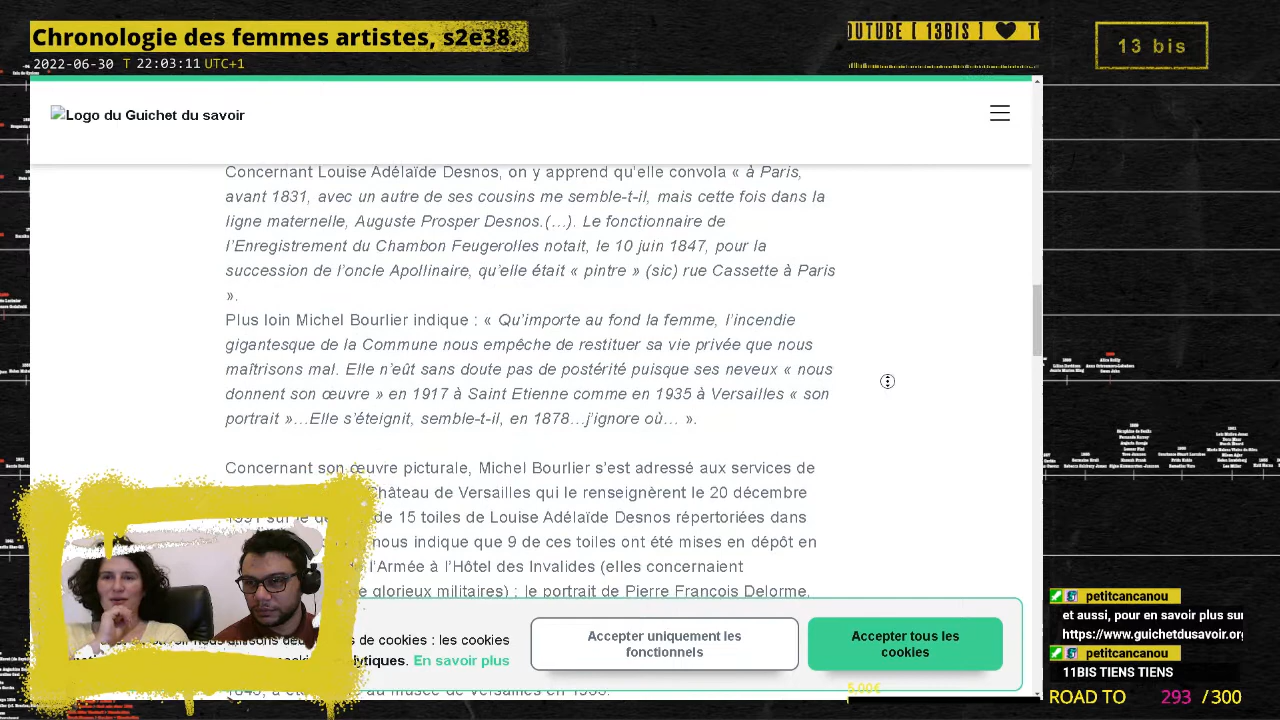 Chronologie des femmes artistes, s2e38.
2022-06-30 T 22:03:11 UTC+1
OUTUBE [ 13BIS ] ♥ T
13 bis
Logo du Guichet du savoir
Concernant Louise Adélaïde Desnos, on y apprend qu'elle convola « à Paris,
avant 1831, avec un autre de ses cousins me semble-t-il, mais cette fois dans la
ligne maternelle, Auguste Prosper Desnos.(…). Le fonctionnaire de
l'Enregistrement du Chambon Feugerolles notait, le 10 juin 1847, pour la
succession de l'oncle Apollinaire, qu'elle était « pintre » (sic) rue Cassette à Paris
».
Plus loin Michel Bourlier indique : « Qu'importe au fond la femme, l'incendie
gigantesque de la Commune nous empêche de restituer sa vie privée que nous
maîtrisons mal. Elle n'eut sans doute pas de postérité puisque ses neveux « nous
donnent son œuvre » en 1917 à Saint Etienne comme en 1935 à Versailles « son
portrait »…Elle s'éteignit, semble-t-il, en 1878…j'ignore où… ».
Concernant son œuvre picturale, Michel Bourlier s'est adressé aux services de
Château de Versailles qui le renseignèrent le 20 décembre
de 15 toiles de Louise Adélaïde Desnos répertoriées dans
nous indique que 9 de ces toiles ont été mises en dépôt en
l'Armée à l'Hôtel des Invalides (elles concernaient
glorieux militaires) : le portrait de Pierre François Delorme,
de cookies : les cookies
lytiques. En savoir plus
Accepter uniquement les
fonctionnels
Accepter tous les
cookies
au musée de Versailles en
5.00€
petitcancanou
et aussi, pour en savoir plus sur
https://www.guichetdusavoir.org
petitcancanou
11BIS TIENS TIENS
ROAD TO 293 / 300